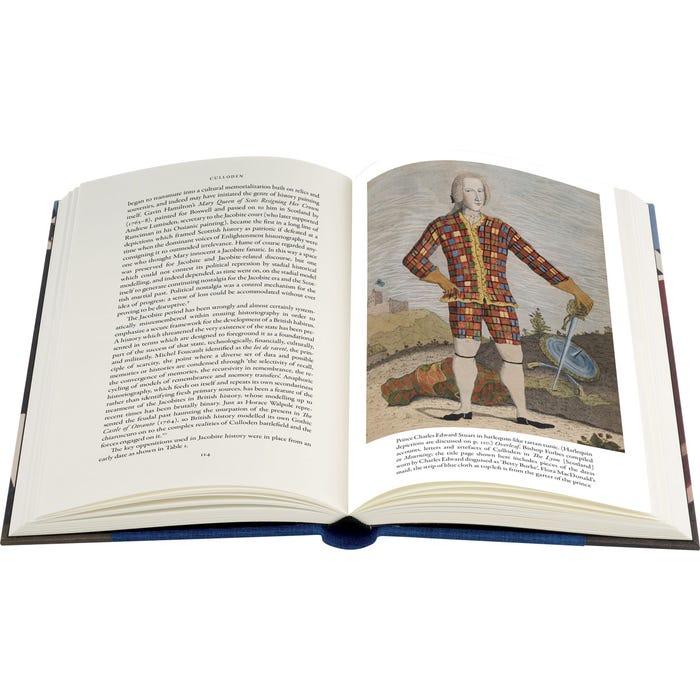 CULLODEN
began to transmute into a cultural memorialization built on relics and
souvenirs, and indeed may have initiated the genre of history painting
itself. Gavin Hamilton's Mary Queen of Scots Resigning Her Crown
(1765–8), painted for Boswell and passed on to him in Scotland by
Andrew Lumisden, secretary to the Jacobite court (who later supported
Runciman in his Ossianic painting), became the first in a long line of
depictions which framed Scottish history as patriotic if defeated at a
time when the dominant voices of Enlightenment historiography were
consigning it to outmoded irrelevance. Hume of course regarded any-
one who thought Mary innocent a Jacobite fanatic. In this way a space
was preserved for Jacobite and Jacobite-related discourse, but one
which could not contest its political repression by stadial historical
modelling, and indeed depended, as time went on, on the stadial model
itself to generate continuing nostalgia for the Jacobite era and the Scot-
tish martial past. Political nostalgia was a control mechanism for the
idea of progress: a sense of loss could be accommodated without ever
proving to be disruptive.
The Jacobite period has been strongly and almost certainly system-
atically misremembered within ensuing historiography in order to
emphasize a secure framework for the development of a British habitus.
A history which threatened the very existence of the state has been pre-
sented in terms which are designed to foreground it as a foundational
part of the success of that state, technologically, financially, culturally,
and militarily. Michel Foucault identified as the loi de rareté, the prin-
ciple of scarcity, the point where a diverse set of data and possible
memories or histories are condensed through 'the selectivity of recall,
the convergence of memories, the recursivity in remembrance, the re-
cycling of models of remembrance and memory transfers'. Anaphoric
historiography, which feeds on itself and repeats its own secondariness
rather than identifying fresh primary sources, has been a feature of the
treatment of the Jacobites in British history, whose modelling up to
recent times has been brutally binary. Just as Horace Walpole repre-
sented the feudal past haunting the usurpation of the present in The
Castle of Otranto (1764), so British history modelled its own Gothic
chiaroscuro on to the complex realities of Culloden battlefield and the
forces engaged on it.
The key oppositions used in Jacobite history were in place from an
early date as shown in Table 1.
114
Prince Charles Edward Stuart in harlequin-like tartan tunic. (Harlequin
depictions are discussed on p. 110.) Overleaf: Bishop Forbes compiled
accounts, letters and artefacts of Culloden in The Lyon [Scotland]
in Mourning; the title page shown here includes pieces of the dress
worn by Charles Edward disguised as 'Betty Burke', Flora MacDonald's
maid; the strip of blue cloth at top left is from the garter of the prince